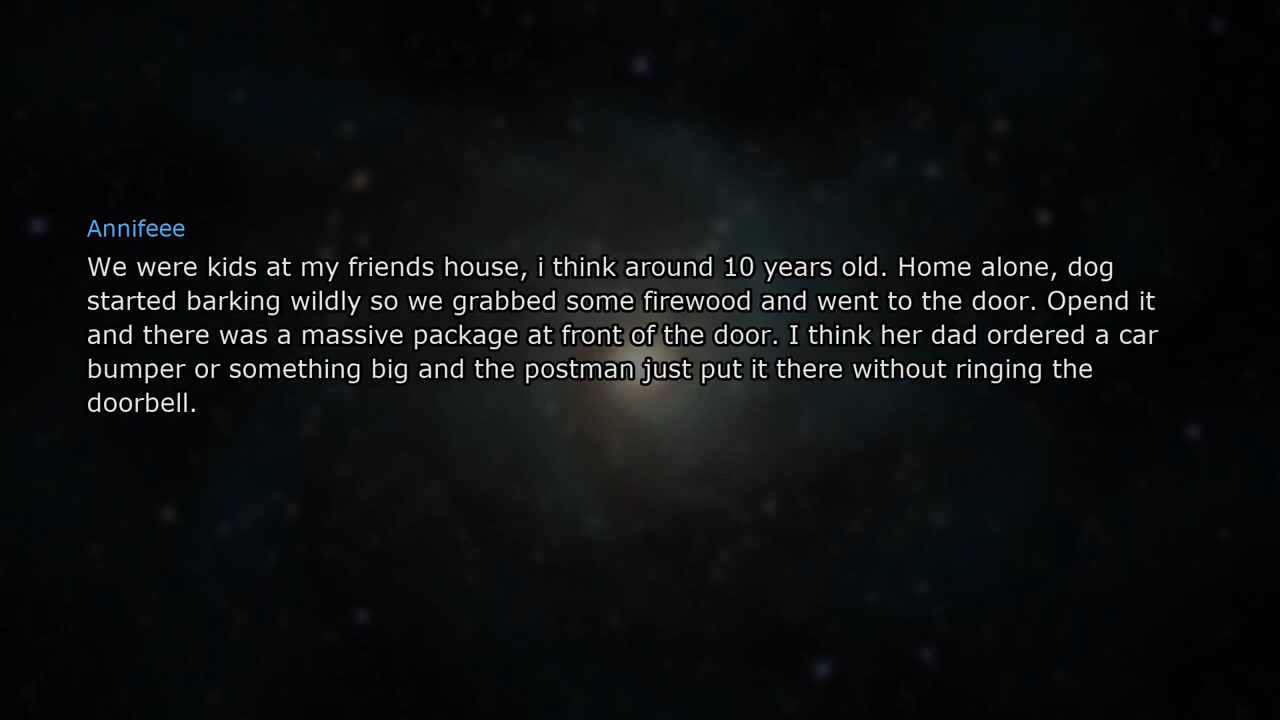 Annifeee
We were kids at my friends house, i think around 10 years old. Home alone, dog
started barking wildly so we grabbed some firewood and went to the door. Opend it
and there was a massive package at front of the door. I think her dad ordered a car
bumper or something big and the postman just put it there without ringing the
doorbell.